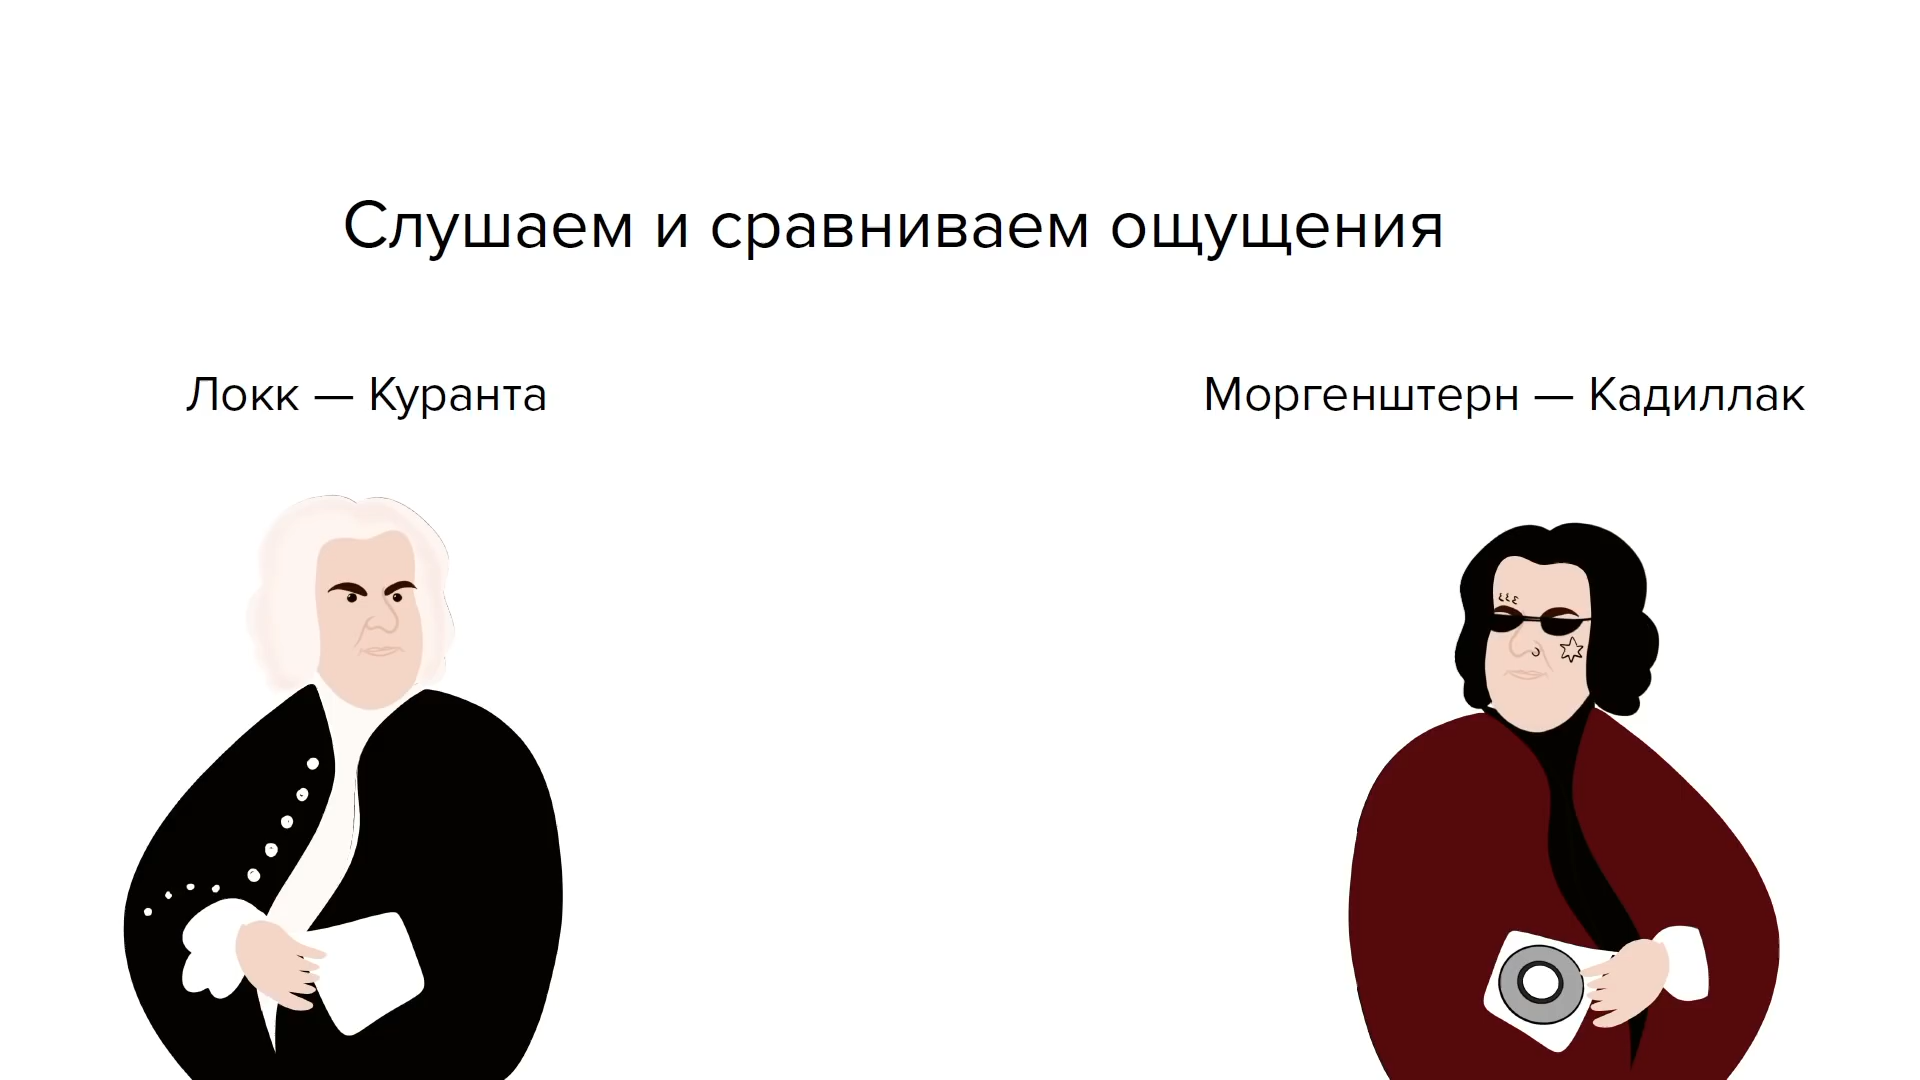 Слушаем и сравниваем ощущения
Локк — Куранта
Моргенштерн — Кадиллак